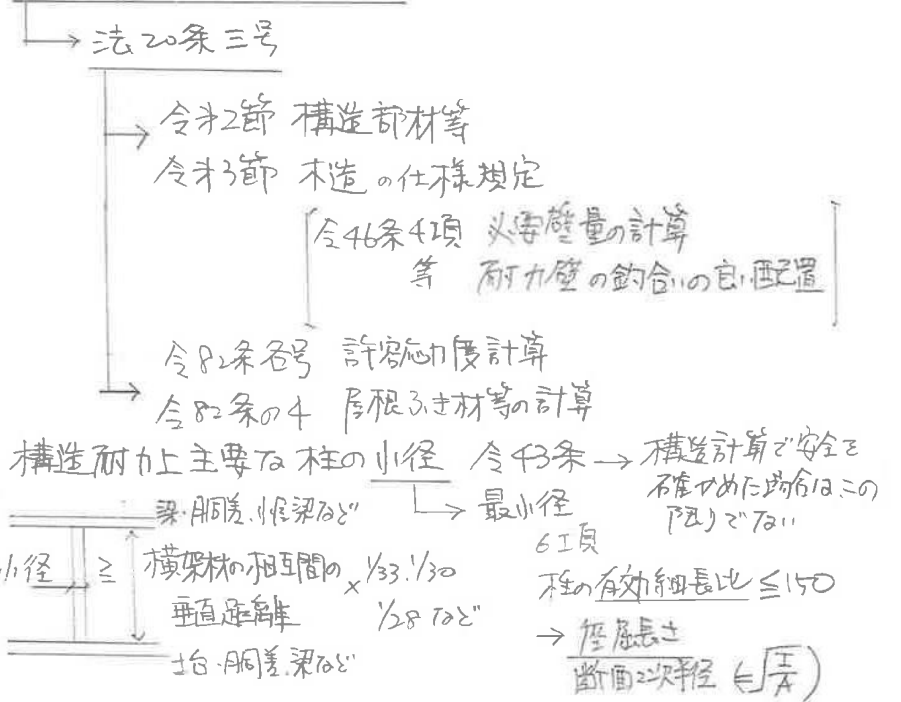 法20条三号
令第2節 構造部材等
令第3節 木造の仕様規定
令46条4項 必要壁量の計算
等 耐力壁の釣合いの良い配置
令82条各号 許容応力度計算
令82条の4 屋根ふき材等の計算
構造耐力上主要な柱の小径 令43条 → 構造計算で安全を
確かめた場合はこの
限りでない
最小径
梁・胴差、小屋梁など
6項
小径 ≧ 横架材の相互間の × 1/33. 1/30
垂直距離 1/28 など
柱の有効細長比 ≦ 150
土台・胴差、梁など
→ 座屈長さ
断面2次半径 (=√I/A)